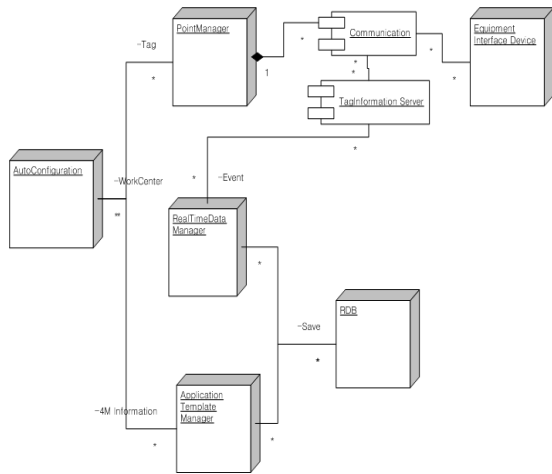 PointManager
Communication
Equipment
Interface Device
-Tag
*
1
*
*
*
*
*
TagInformation Server
*
AutoConfiguration
-WorkCenter
**
*
-Event
RealTimeData
Manager
*
-Save
RDB
*
Application
Template
Manager
-4M Information
*
*